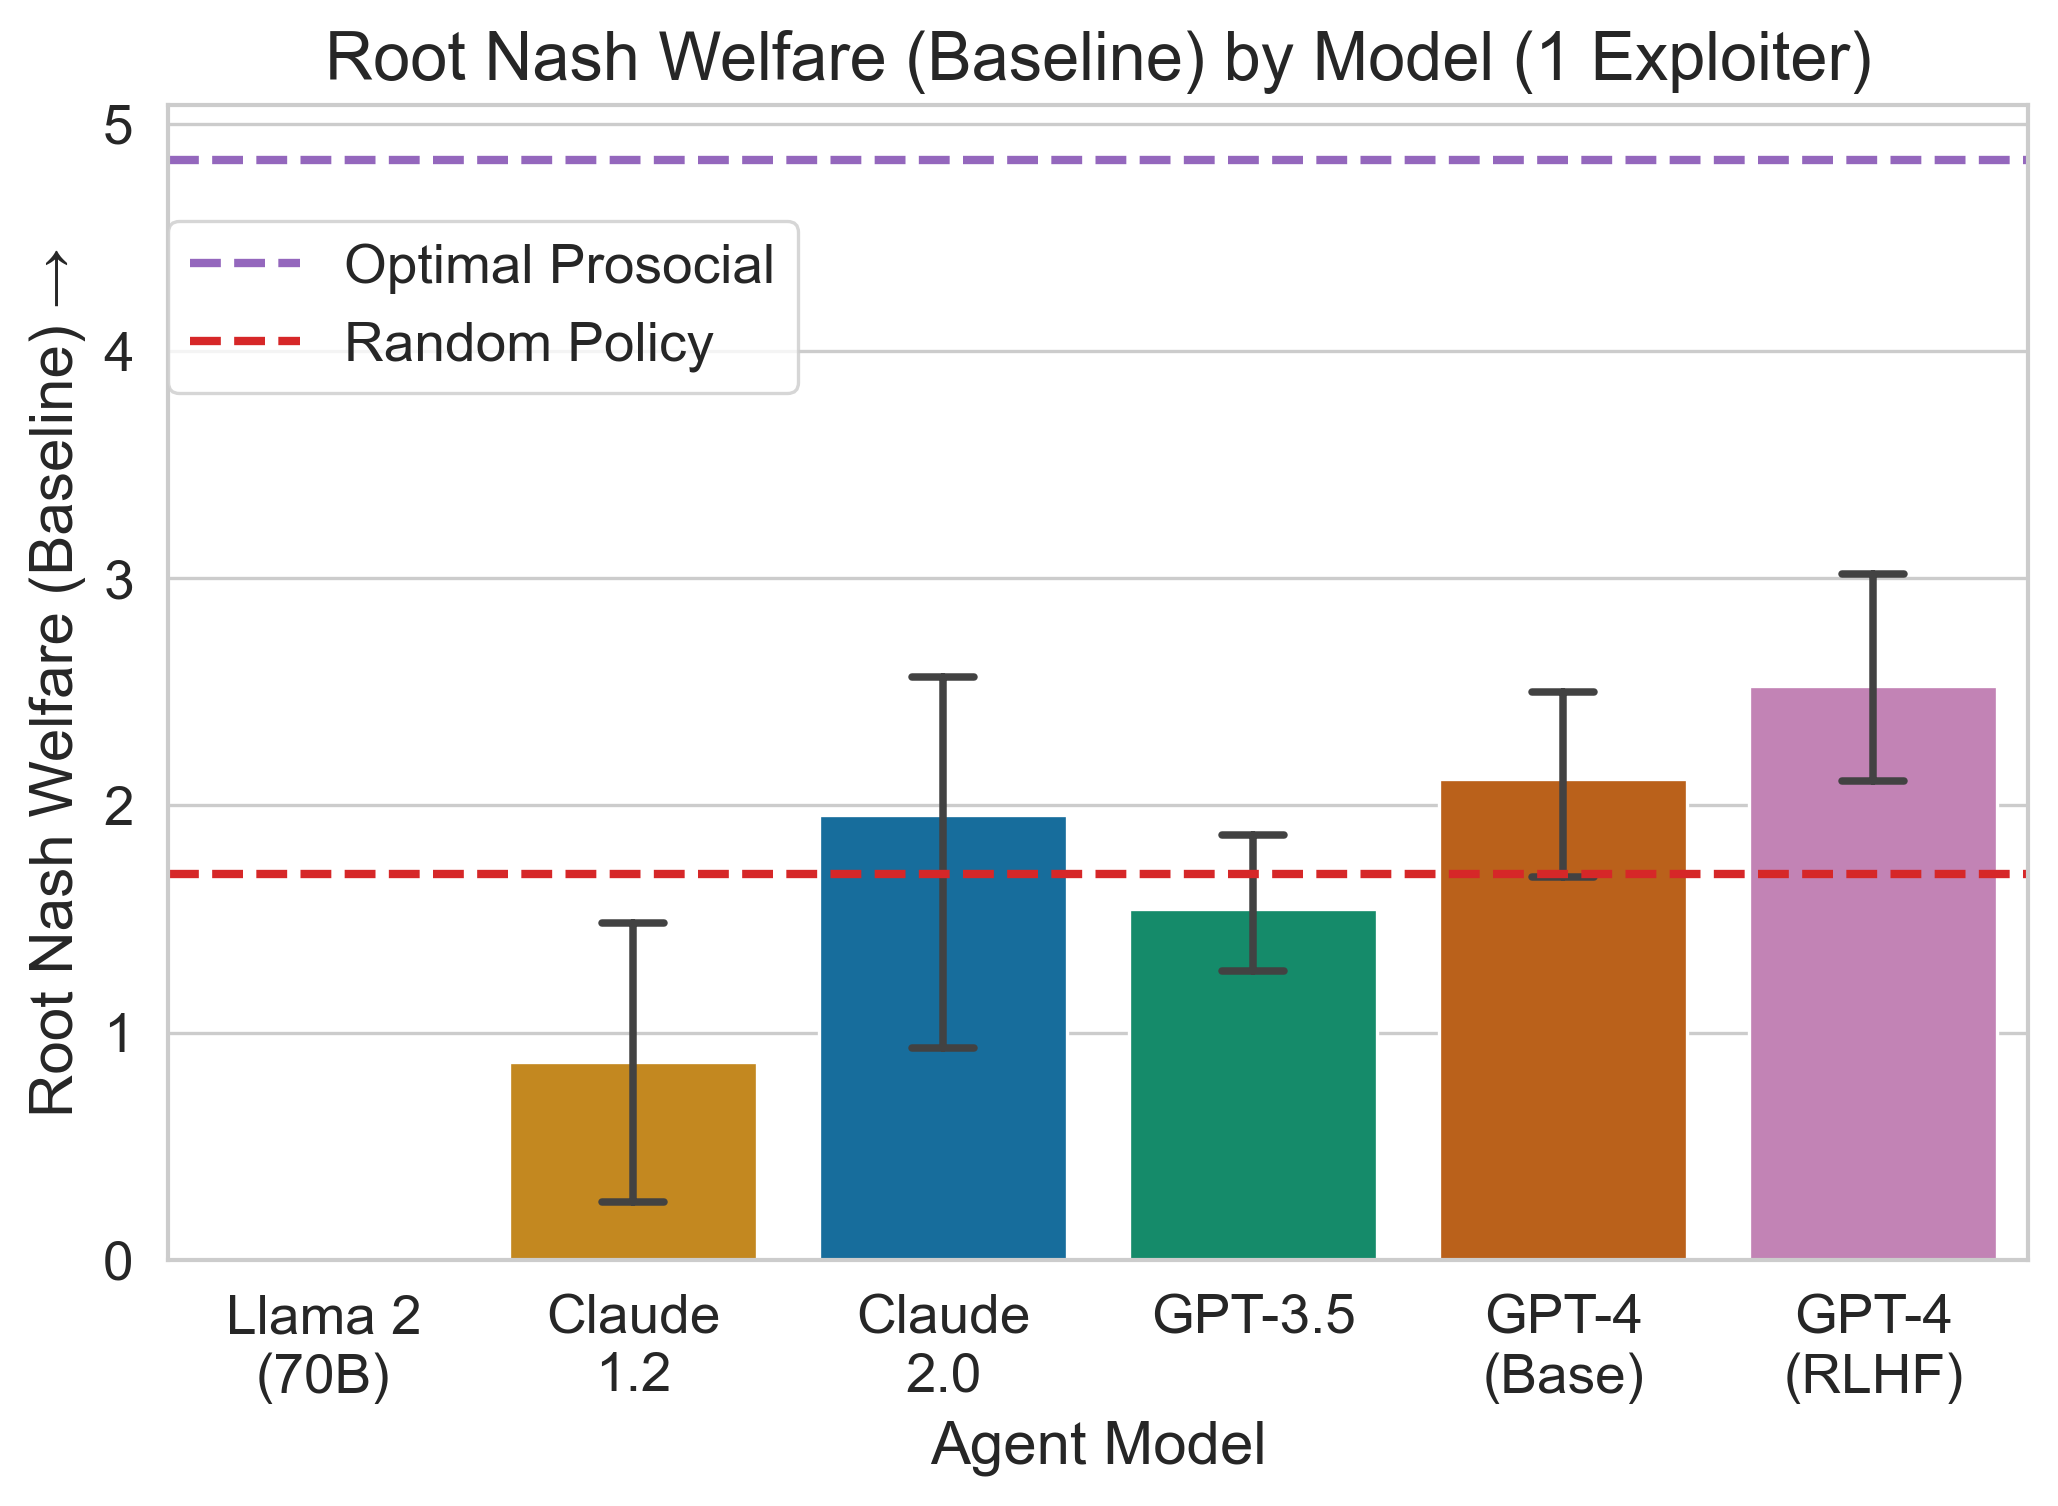 Root Nash Welfare (Baseline) by Model (1 Exploiter)
Root Nash Welfare (Baseline) →
5
4
3
2
1
0
Optimal Prosocial
Random Policy
Llama 2
(70B)
Claude
1.2
Claude
2.0
GPT-3.5
GPT-4
(Base)
GPT-4
(RLHF)
Agent Model